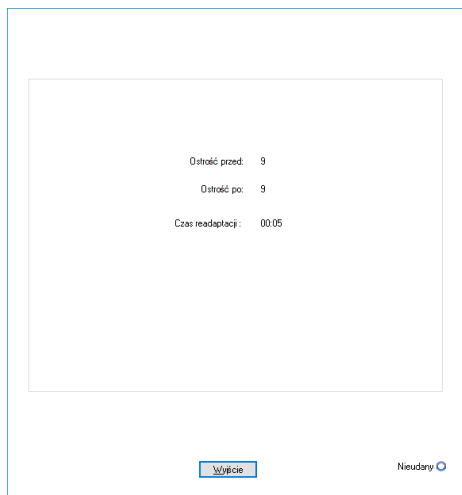 Ostrość przed: 9
Ostrość po: 9
Czas readaptacji : 00:05
Wyjście
Nieudany